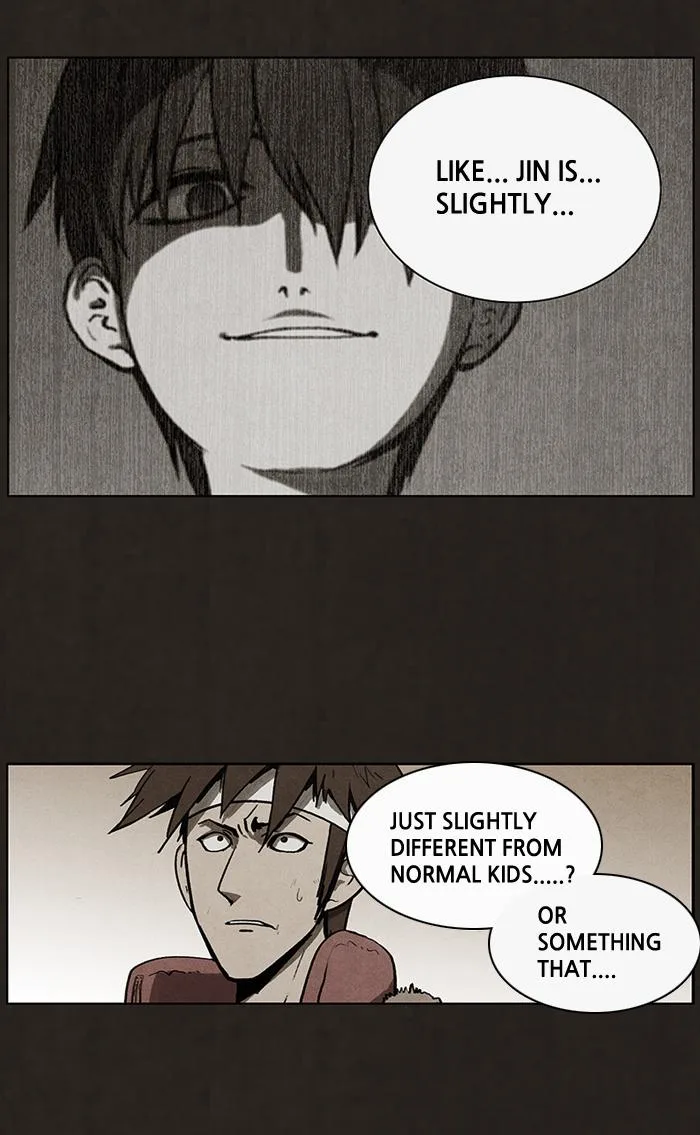 LIKE... JIN IS...
SLIGHTLY...
JUST SLIGHTLY
DIFFERENT FROM
NORMAL KIDS.....?
OR
SOMETHING
THAT....